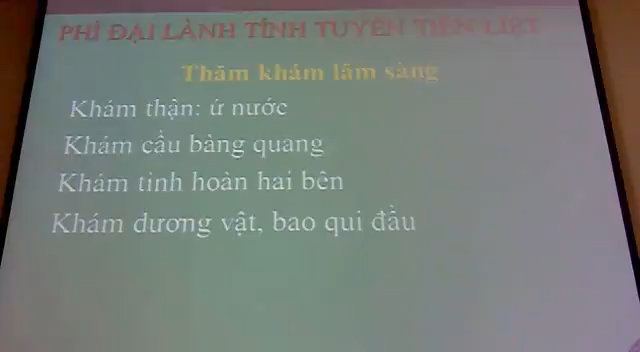 PHÌ ĐẠI LÀNH TÍNH TUYẾN TIỀN LIỆT
Thăm khám lâm sàng
Khám thận: ứ nước
Khám cầu bàng quang
Khám tinh hoàn hai bên
Khám dương vật, bao qui đầu